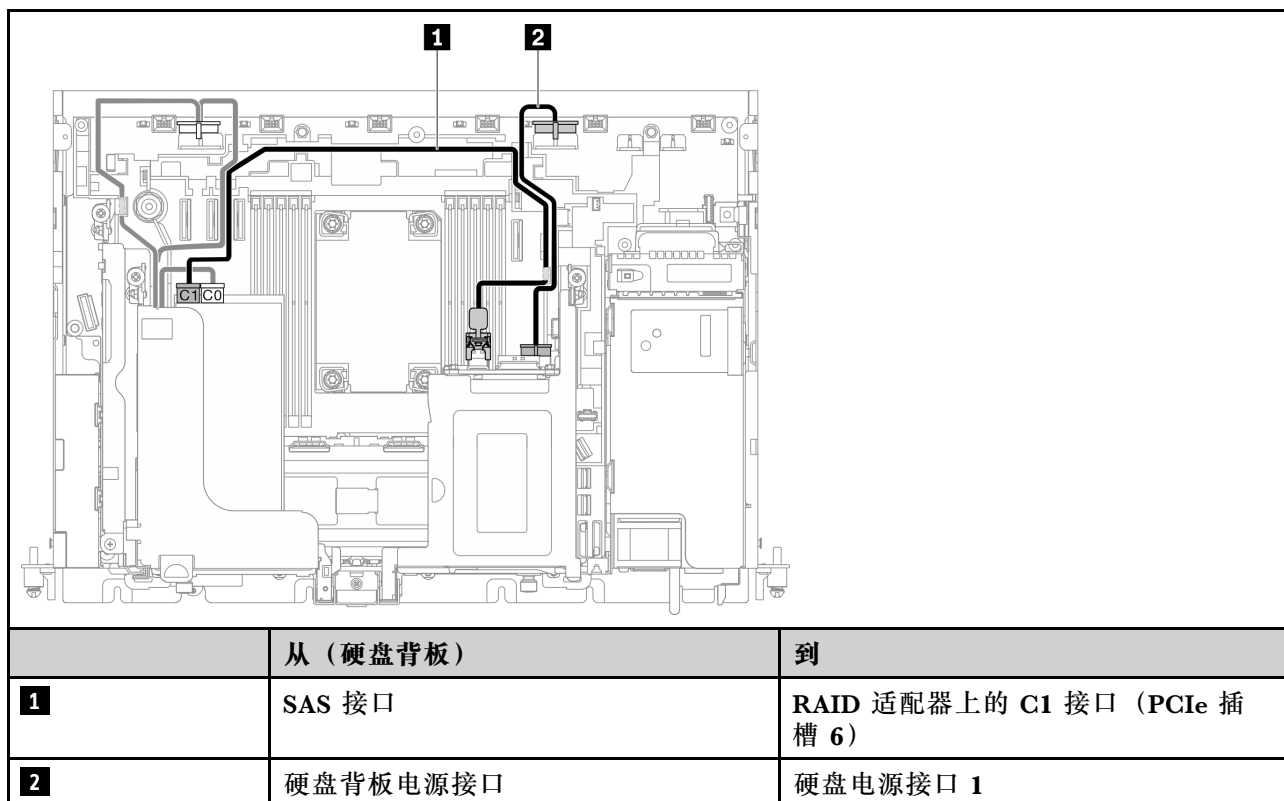 1 2
C1 C0
从（硬盘背板） 到
1 SAS 接口 RAID 适配器上的 C1 接口（PCIe 插
槽 6）
2 硬盘背板电源接口 硬盘电源接口 1